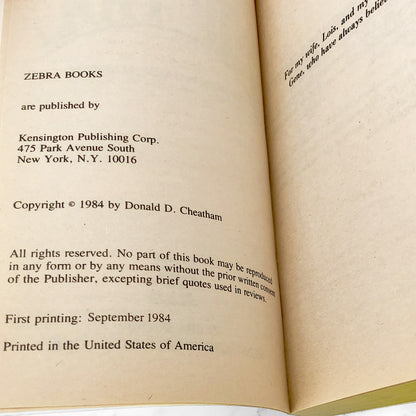 ZEBRA BOOKS
are published by
Kensington Publishing Corp.
475 Park Avenue South
New York, N.Y. 10016
Copyright © 1984 by Donald D. Cheatham
All rights reserved. No part of this book may be reproduced
in any form or by any means without the prior written consent
of the Publisher, excepting brief quotes used in reviews.
First printing: September 1984
Printed in the United States of America
For my wife, Lois, and my
Gene, who have always